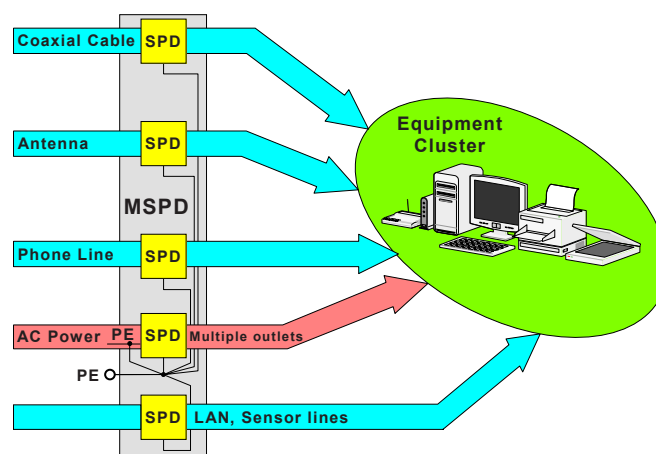 Coaxial Cable
SPD
Equipment
Cluster
Antenna
SPD
MSPD
Phone Line
SPD
AC Power
PE
SPD
Multiple outlets
PE
SPD
LAN, Sensor lines